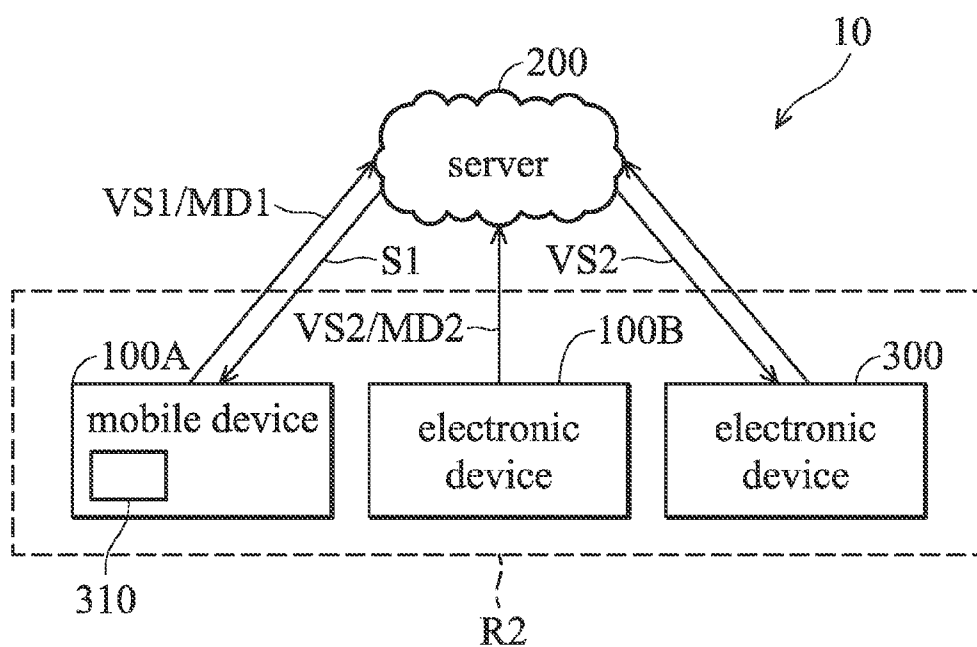 10
200
server
VS1/MD1
S1
VS2
VS2/MD2
100A
100B
300
mobile device
electronic
device
electronic
device
310
R2